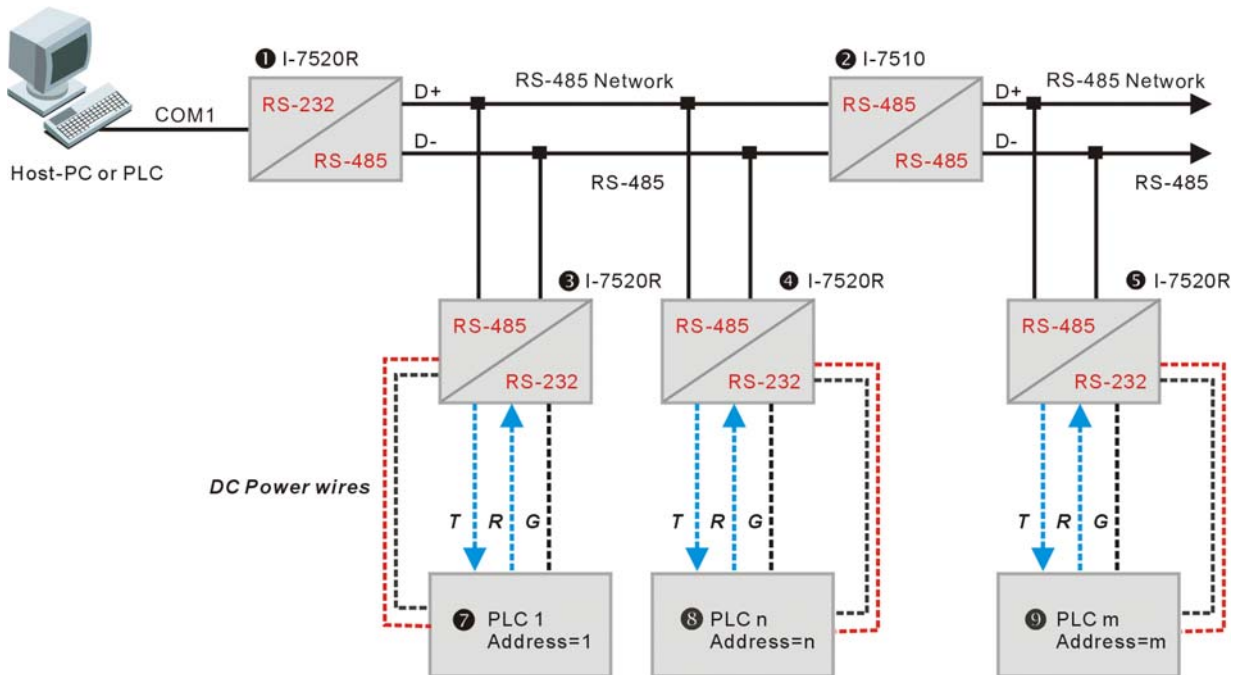 ❶ I-7520R
RS-232
RS-485
COM1
Host-PC or PLC
D+
D-
RS-485 Network
RS-485
❷ I-7510
RS-485
RS-485
D+
D-
RS-485 Network
RS-485
❸ I-7520R
RS-485
RS-232
❹ I-7520R
RS-485
RS-232
❺ I-7520R
RS-485
RS-232
DC Power wires
T R G
T R G
T R G
❼ PLC 1
Address=1
❽ PLC n
Address=n
❾ PLC m
Address=m